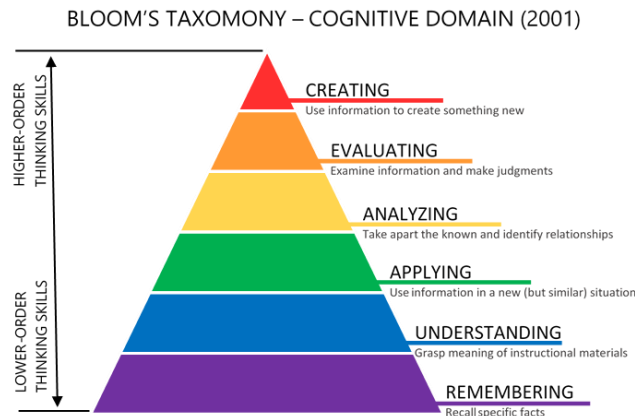 BLOOM'S TAXOMONY – COGNITIVE DOMAIN (2001)
HIGHER-ORDER
THINKING SKILLS
LOWER-ORDER
THINKING SKILLS
CREATING
Use information to create something new
EVALUATING
Examine information and make judgments
ANALYZING
Take apart the known and identify relationships
APPLYING
Use information in a new (but similar) situation
UNDERSTANDING
Grasp meaning of instructional materials
REMEMBERING
Recall specific facts